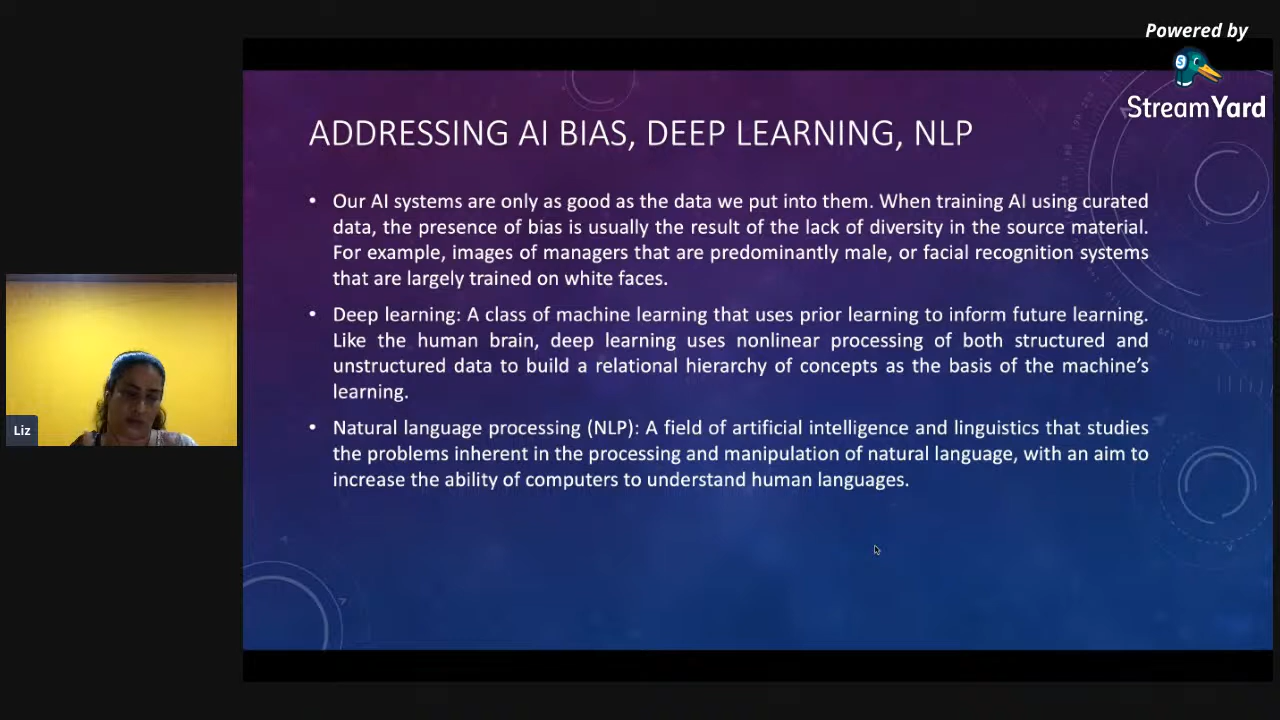 Powered by
StreamYard
ADDRESSING AI BIAS, DEEP LEARNING, NLP
• Our AI systems are only as good as the data we put into them. When training AI using curated
data, the presence of bias is usually the result of the lack of diversity in the source material.
For example, images of managers that are predominantly male, or facial recognition systems
that are largely trained on white faces.
• Deep learning: A class of machine learning that uses prior learning to inform future learning.
Like the human brain, deep learning uses nonlinear processing of both structured and
unstructured data to build a relational hierarchy of concepts as the basis of the machine’s
learning.
• Natural language processing (NLP): A field of artificial intelligence and linguistics that studies
the problems inherent in the processing and manipulation of natural language, with an aim to
increase the ability of computers to understand human languages.
Liz